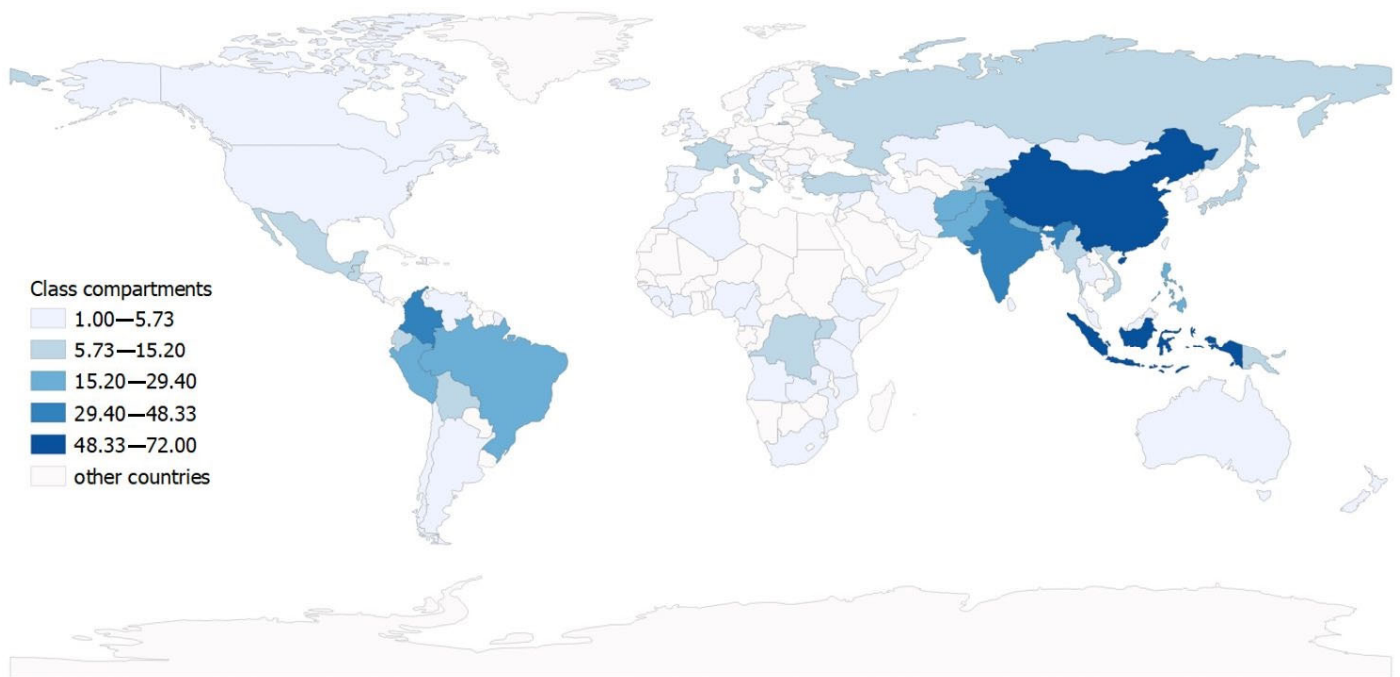 Class compartments
1.00—5.73
5.73—15.20
15.20—29.40
29.40—48.33
48.33—72.00
other countries